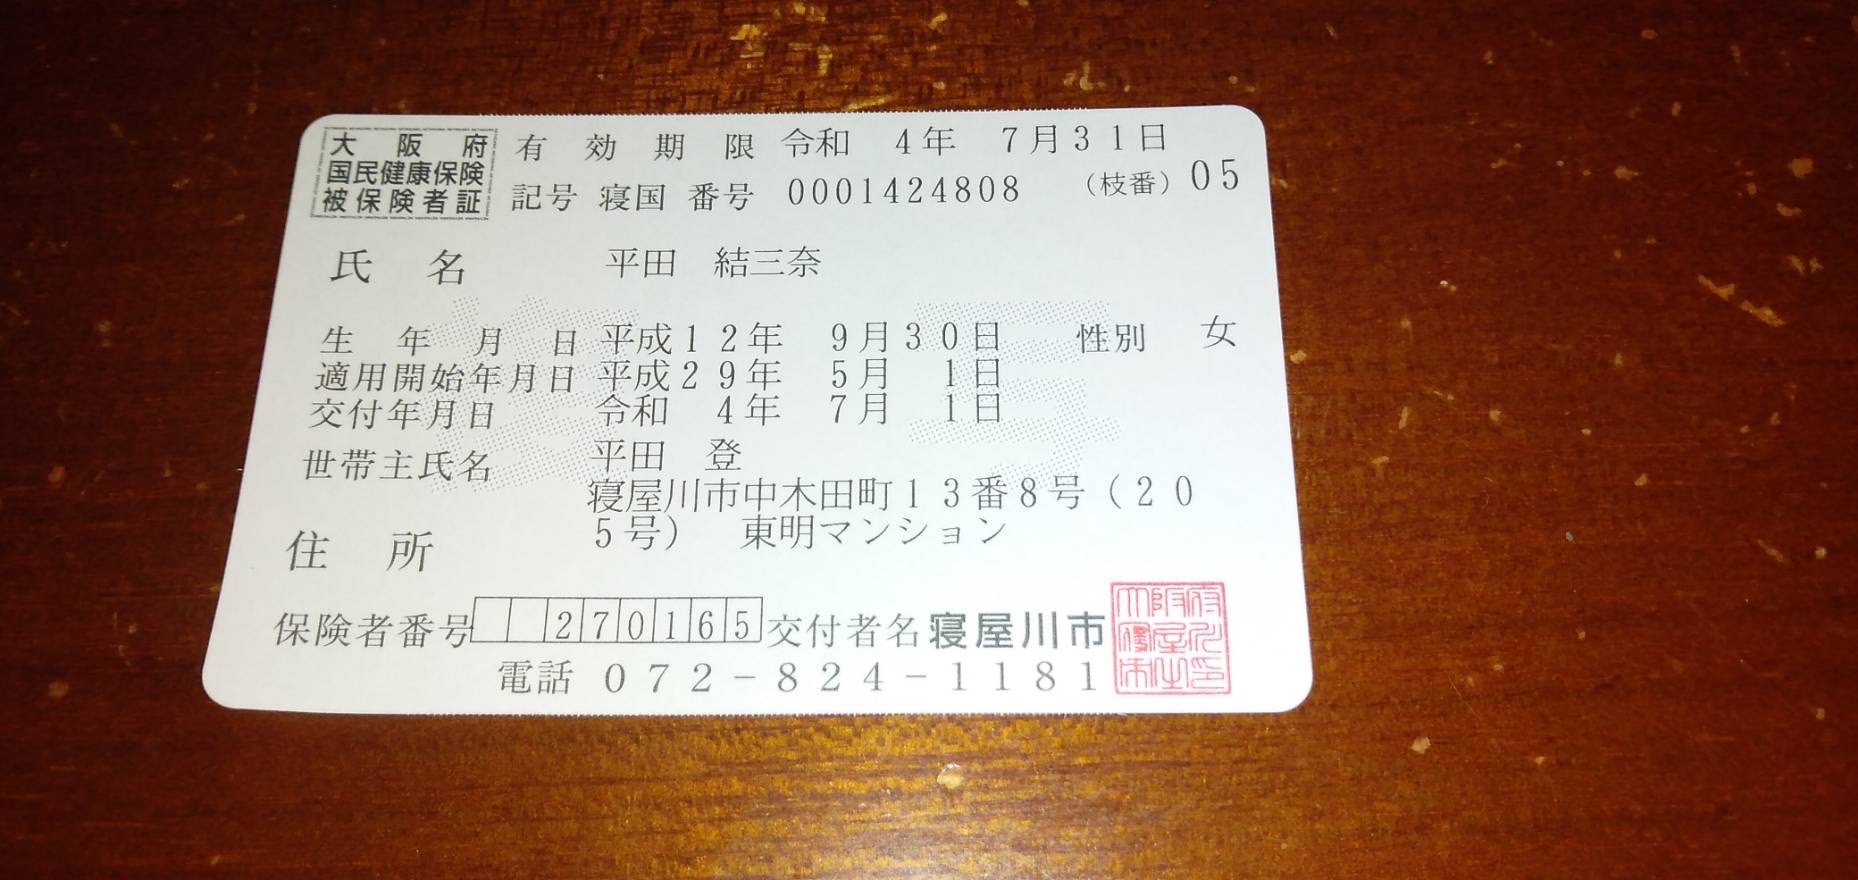 大阪府
国民健康保険
被保険者証
有効期限 令和 4年 7月31日
記号 寝国 番号 0001424808 (枝番) 05
氏名 平田 結三奈
生年月日 平成12年 9月30日 性別 女
適用開始年月日 平成29年 5月 1日
交付年月日 令和 4年 7月 1日
世帯主氏名 平田 登
住所 寝屋川市中木田町13番8号(20
5号) 東明マンション
保険者番号 270165 交付者名 寝屋川市
電話 072-824-1181